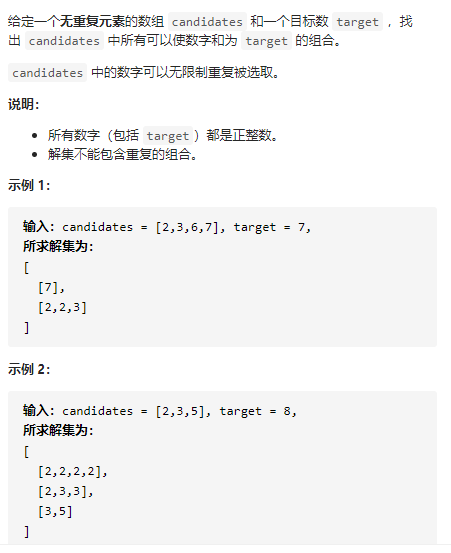 给定一个无重复元素的数组 candidates 和一个目标数 target ，找
出 candidates 中所有可以使数字和为 target 的组合。
candidates 中的数字可以无限制重复被选取。
说明：
• 所有数字（包括 target）都是正整数。
• 解集不能包含重复的组合。
示例 1：
输入：candidates = [2,3,6,7], target = 7,
所求解集为：
[
[7],
[2,2,3]
]
示例 2：
输入：candidates = [2,3,5], target = 8,
所求解集为：
[
[2,2,2,2],
[2,3,3],
[3,5]
]